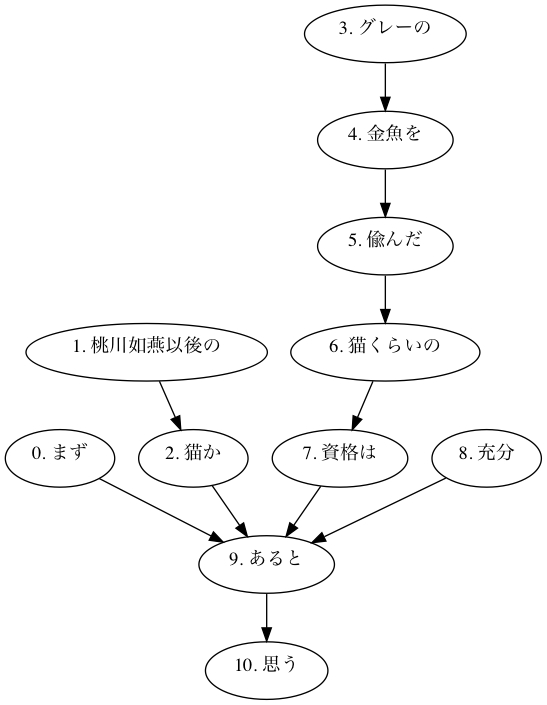 3. グレーの
4. 金魚を
5. 偸んだ
1. 桃川如燕以後の
6. 猫くらいの
0. まず
2. 猫か
7. 資格は
8. 充分
9. あると
10. 思う